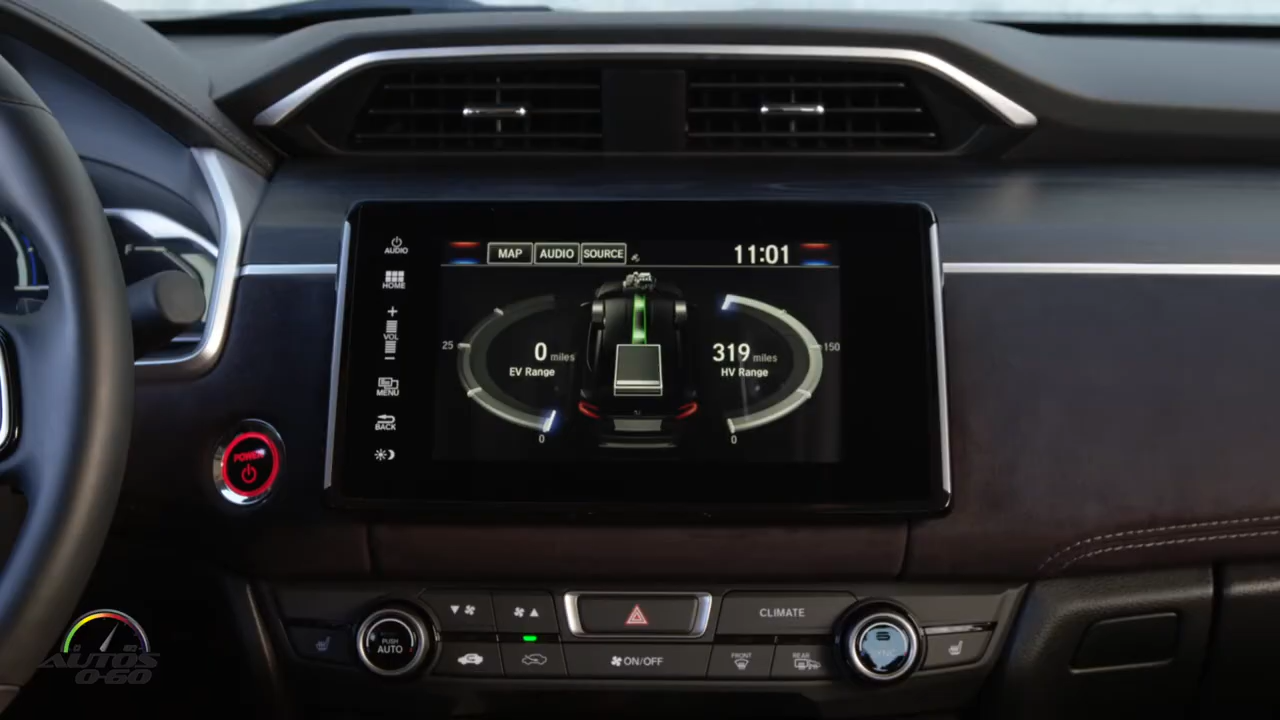 AUDIO
HOME
+
VOL
-
MENU
BACK
MAP AUDIO SOURCE 11:01
25
0 miles
EV Range
0
319 miles
HV Range
150
0
F
POWER
PUSH
AUTO
CLIMATE
ON/OFF
FRONT
REAR
SYNC
AUTOS
0-60